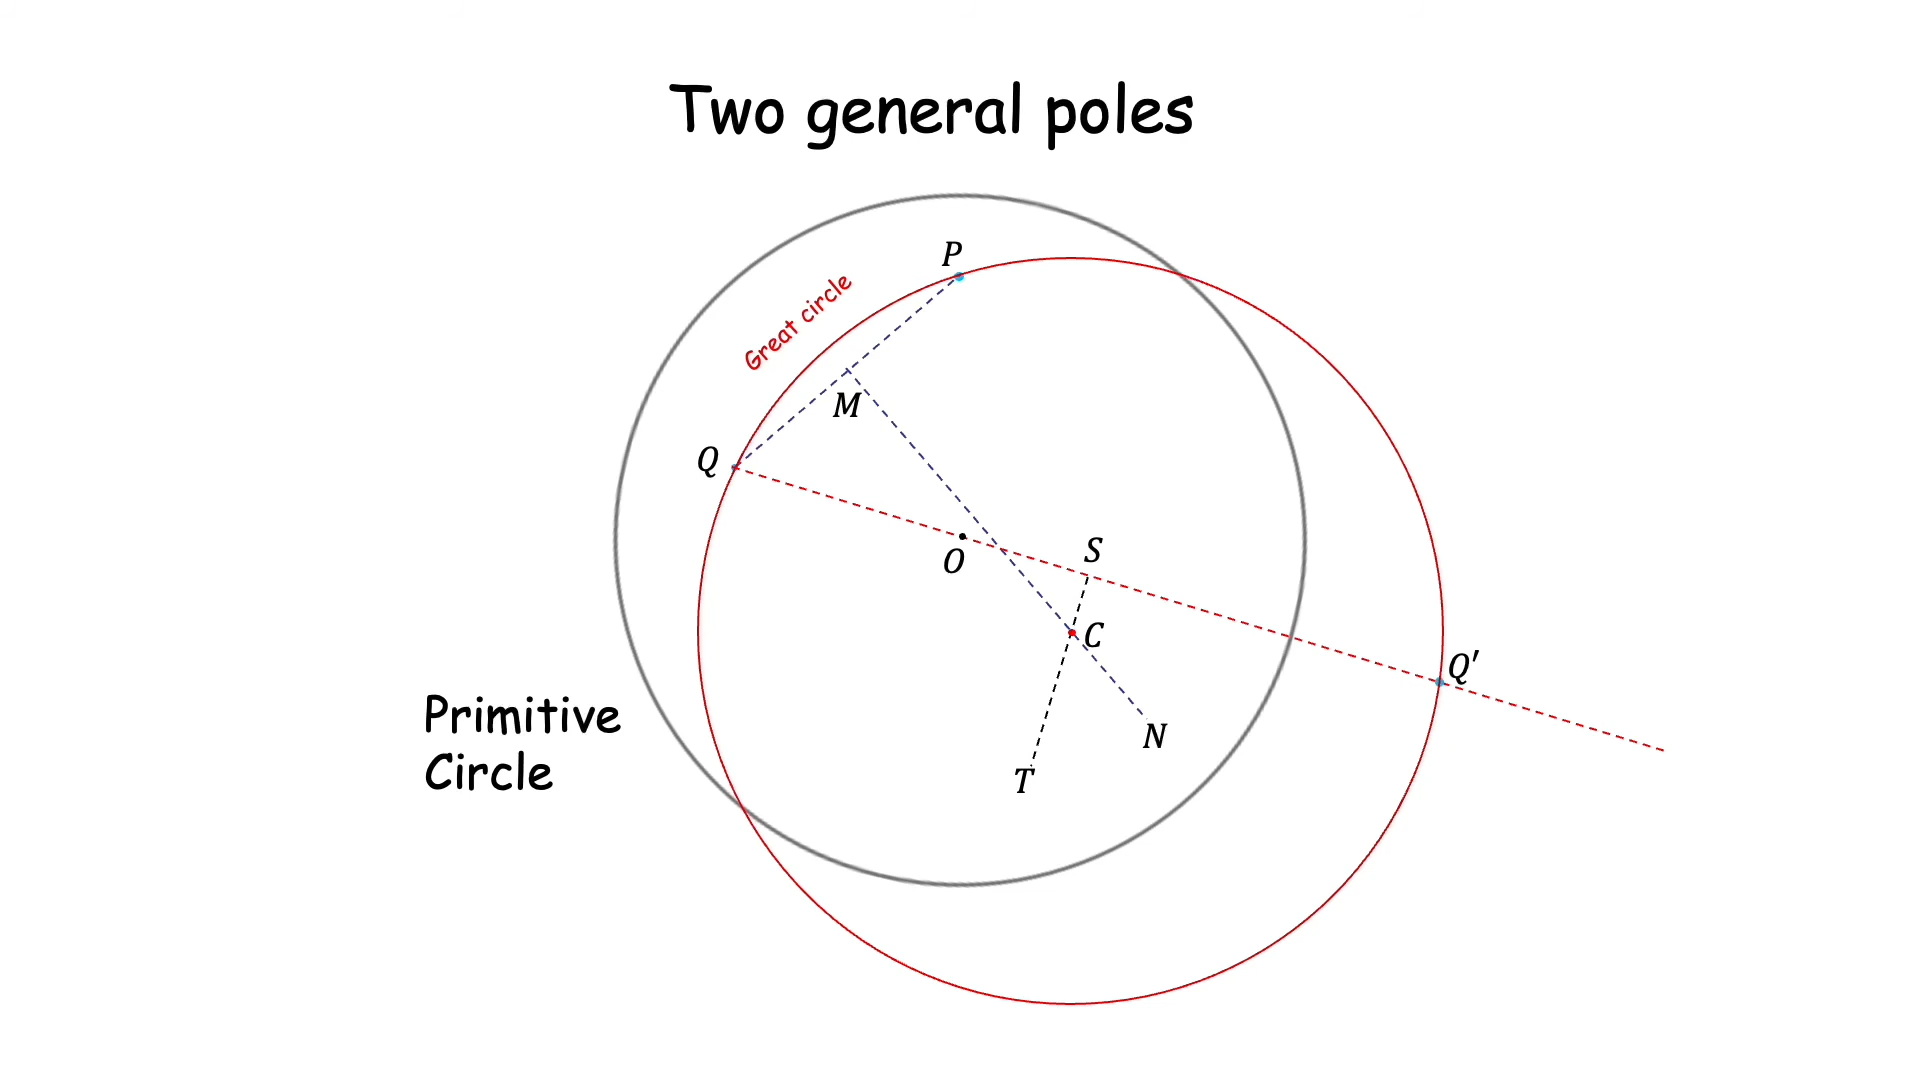 Two general poles
P
Great circle
M
Q
O
S
C
Q′
N
T
Primitive
Circle